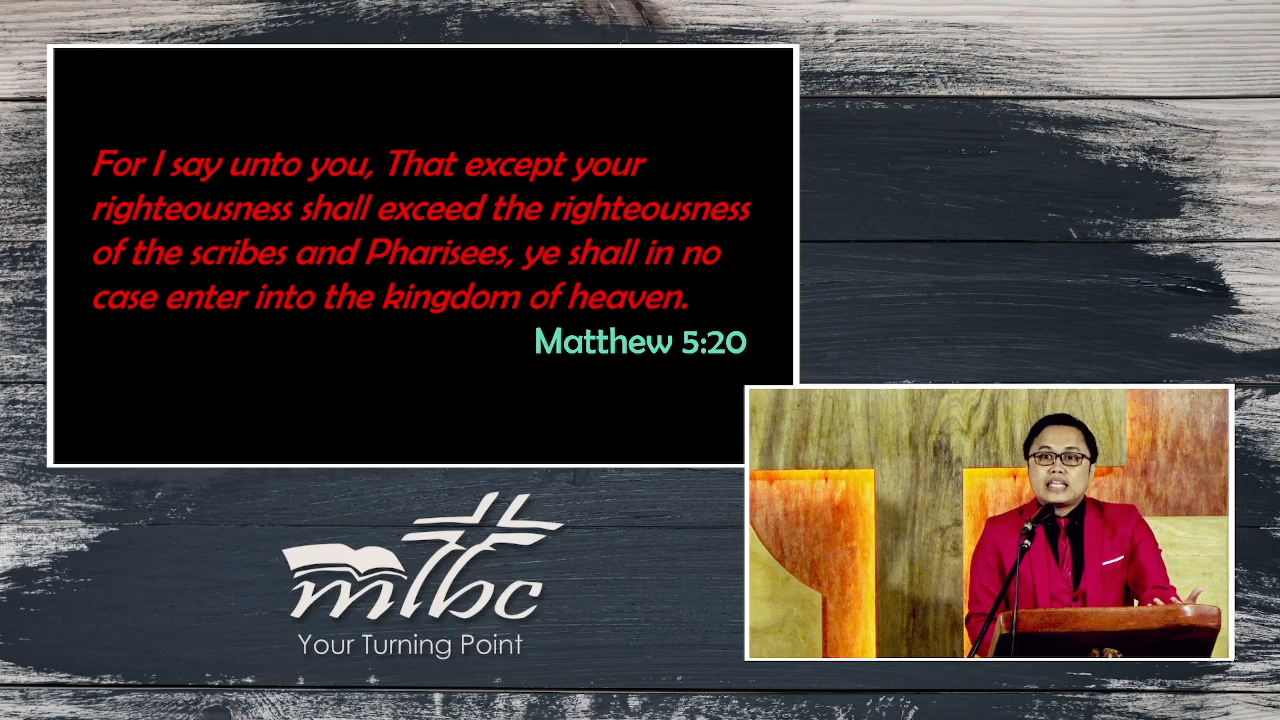 For I say unto you, That except your
righteousness shall exceed the righteousness
of the scribes and Pharisees, ye shall in no
case enter into the kingdom of heaven.
Matthew 5:20
mlbc
Your Turning Point